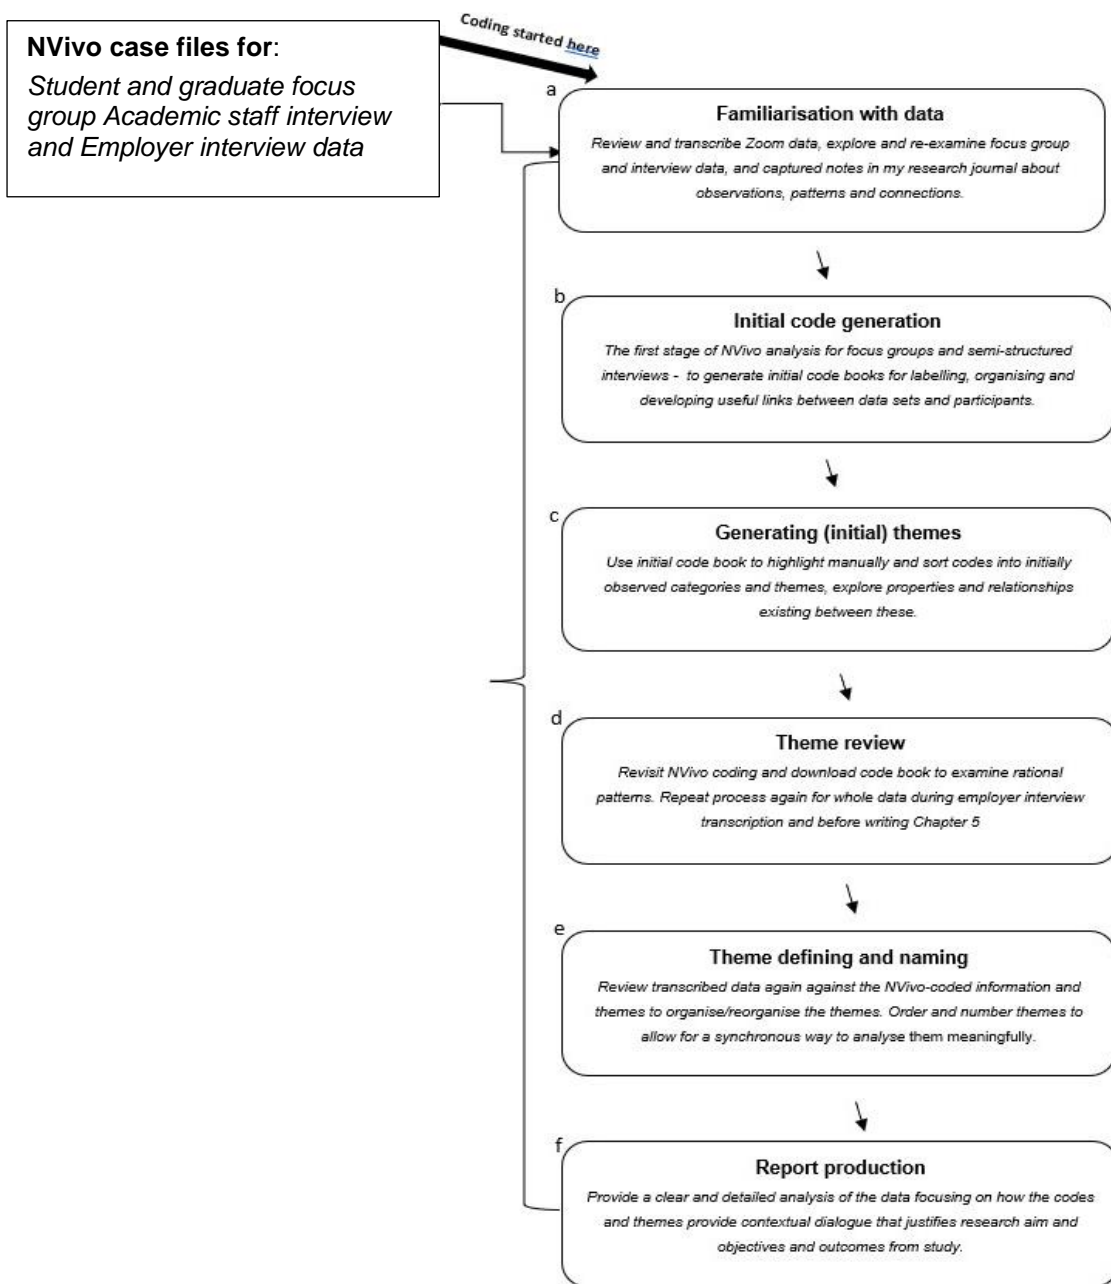 Coding started here
NVivo case files for:
Student and graduate focus
group Academic staff interview
and Employer interview data
a
Familiarisation with data
Review and transcribe Zoom data, explore and re-examine focus group
and interview data, and captured notes in my research journal about
observations, patterns and connections.
b
Initial code generation
The first stage of NVivo analysis for focus groups and semi-structured
interviews - to generate initial code books for labelling, organising and
developing useful links between data sets and participants.
c
Generating (initial) themes
Use initial code book to highlight manually and sort codes into initially
observed categories and themes, explore properties and relationships
existing between these.
d
Theme review
Revisit NVivo coding and download code book to examine rational
patterns. Repeat process again for whole data during employer interview
transcription and before writing Chapter 5
e
Theme defining and naming
Review transcribed data again against the NVivo-coded information and
themes to organise/reorganise the themes. Order and number themes to
allow for a synchronous way to analyse them meaningfully.
f
Report production
Provide a clear and detailed analysis of the data focusing on how the codes
and themes provide contextual dialogue that justifies research aim and
objectives and outcomes from study.